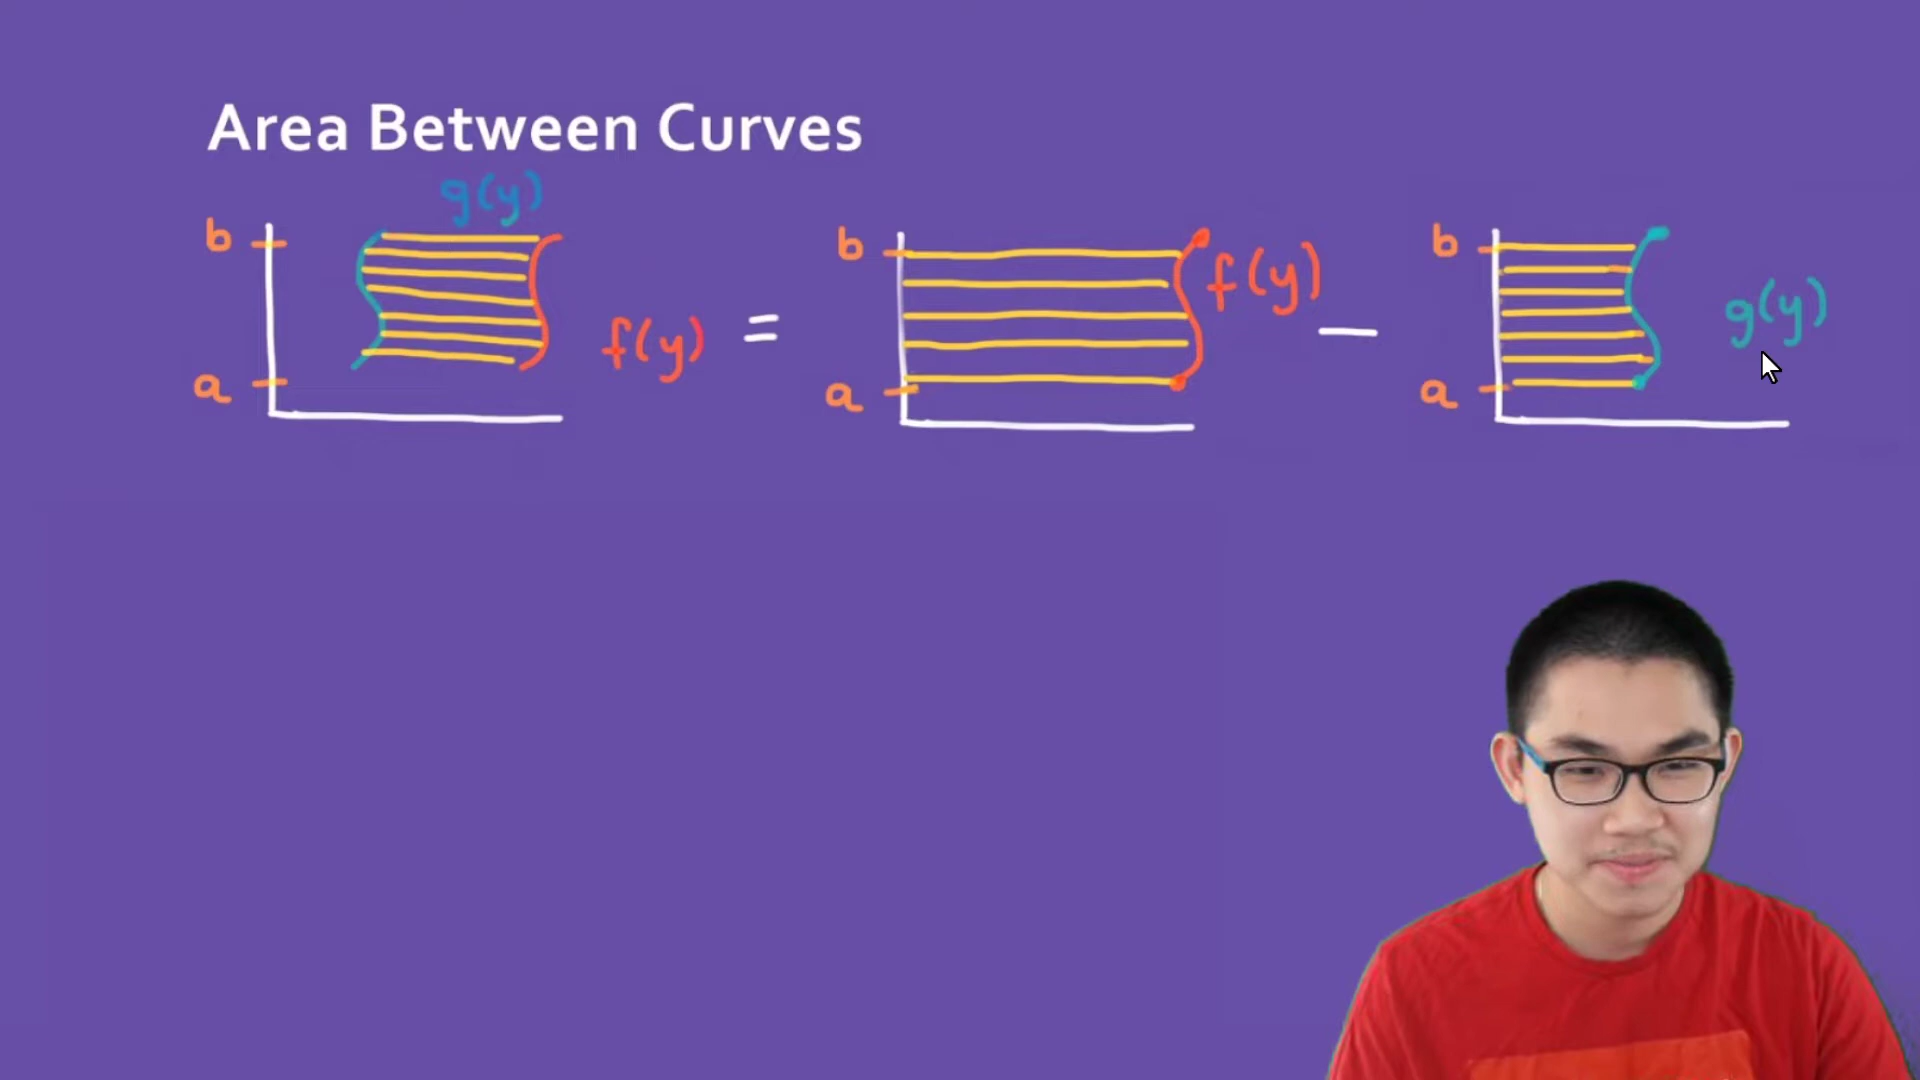 Area Between Curves
g(y)
b
a
f(y)
=
b
a
f(y)
—
b
a
g(y)